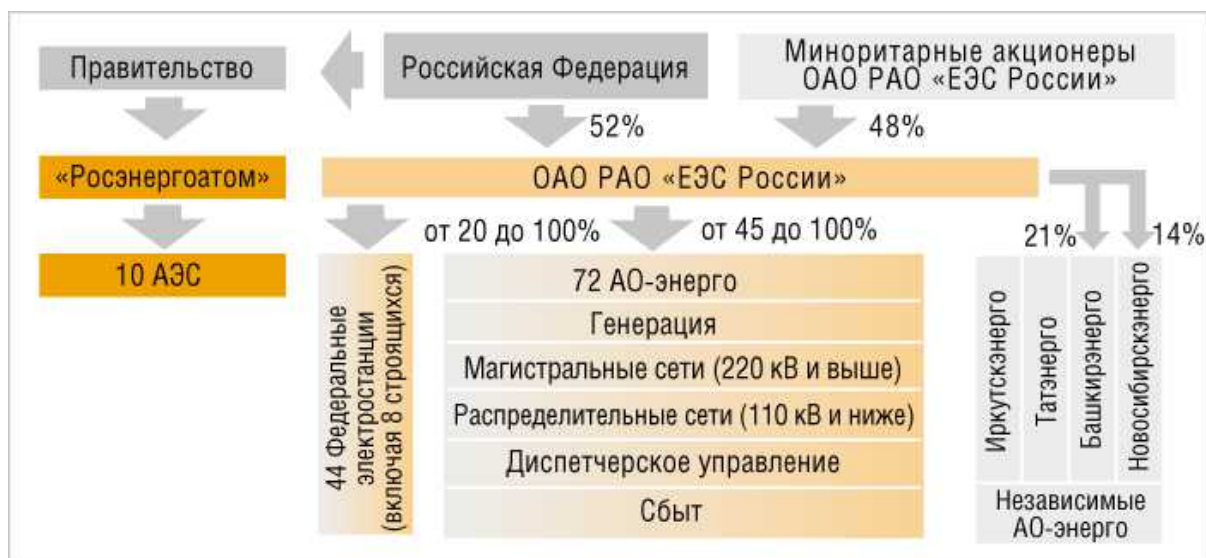 Правительство
Российская Федерация
Миноритарные акционеры
ОАО РАО «ЕЭС России»
52%
48%
«Росэнергоатом»
ОАО РАО «ЕЭС России»
от 20 до 100%
от 45 до 100%
21%
14%
10 АЭС
44 Федеральные
электростанции
(включая 8 строящихся)
72 АО-энерго
Генерация
Магистральные сети (220 кВ и выше)
Распределительные сети (110 кВ и ниже)
Диспетчерское управление
Сбыт
Иркутскэнерго
Татэнерго
Башкирэнерго
Новосибирскэнерго
Независимые
АО-энерго